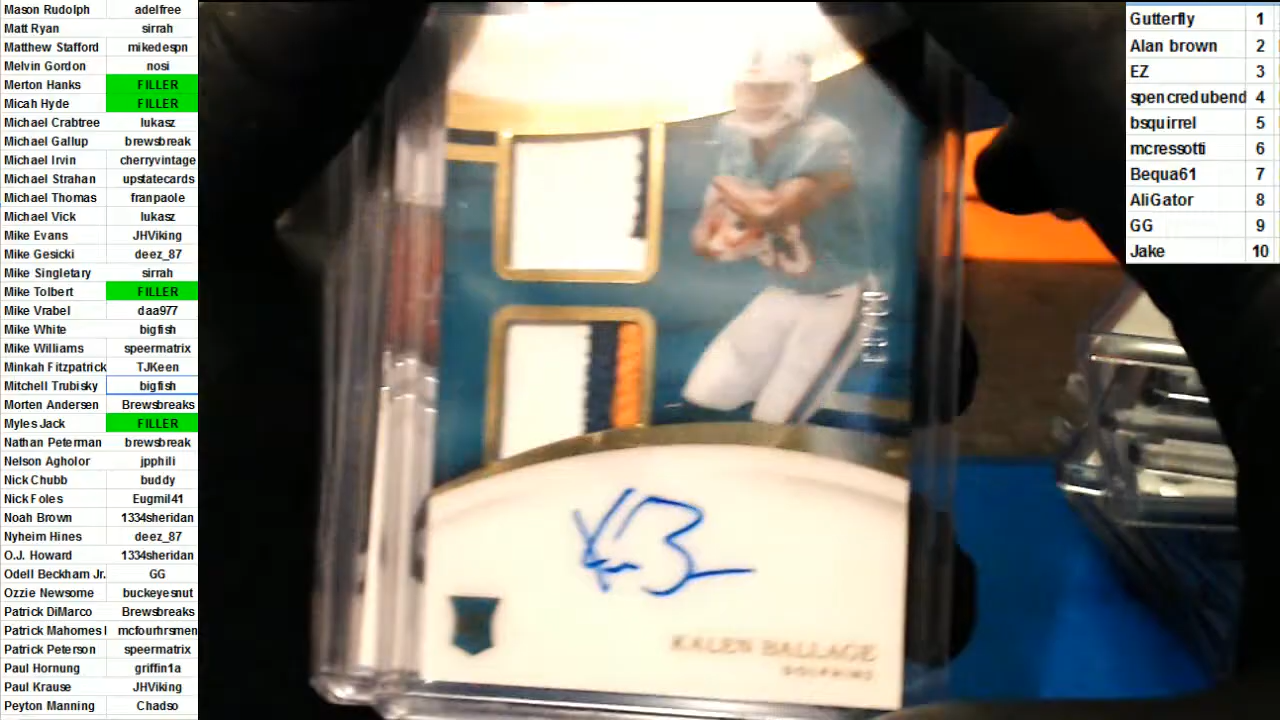 Mason Rudolph adelfree
Matt Ryan sirrah
Matthew Stafford mikedespn
Melvin Gordon nosi
Merton Hanks FILLER
Micah Hyde FILLER
Michael Crabtree lukasz
Michael Gallup brewsbreak
Michael Irvin cherryvintage
Michael Strahan upstatecards
Michael Thomas franpaole
Michael Vick lukasz
Mike Evans JHViking
Mike Gesicki deez_87
Mike Singletary sirrah
Mike Tolbert FILLER
Mike Vrabel daa977
Mike White bigfish
Mike Williams speermatrix
Minkah Fitzpatrick TJKeen
Mitchell Trubisky bigfish
Morten Andersen Brewsbreaks
Myles Jack FILLER
Nathan Peterman brewsbreak
Nelson Agholor jpphili
Nick Chubb buddy
Nick Foles Eugmil41
Noah Brown 1334sheridan
Nyheim Hines deez_87
O.J. Howard 1334sheridan
Odell Beckham Jr. GG
Ozzie Newsome buckeyesnut
Patrick DiMarco Brewsbreaks
Patrick Mahomes I mcfourhrsmen
Patrick Peterson speermatrix
Paul Hornung griffin1a
Paul Krause JHViking
Peyton Manning Chadso
KALEN BALLAGE
DOLPHINS
Gutterfly 1
Alan brown 2
EZ 3
spencredubend 4
bsquirrel 5
mcressotti 6
Bequa61 7
AliGator 8
GG 9
Jake 10